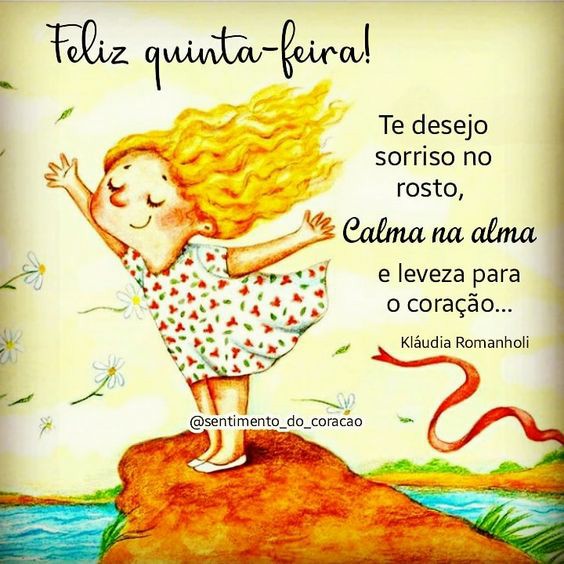 Feliz quinta-feira!
Te desejo
sorriso no
rosto,
Calma na alma
e leveza para
o coração...
Kláudia Romanholi
@sentimento_do_coracao